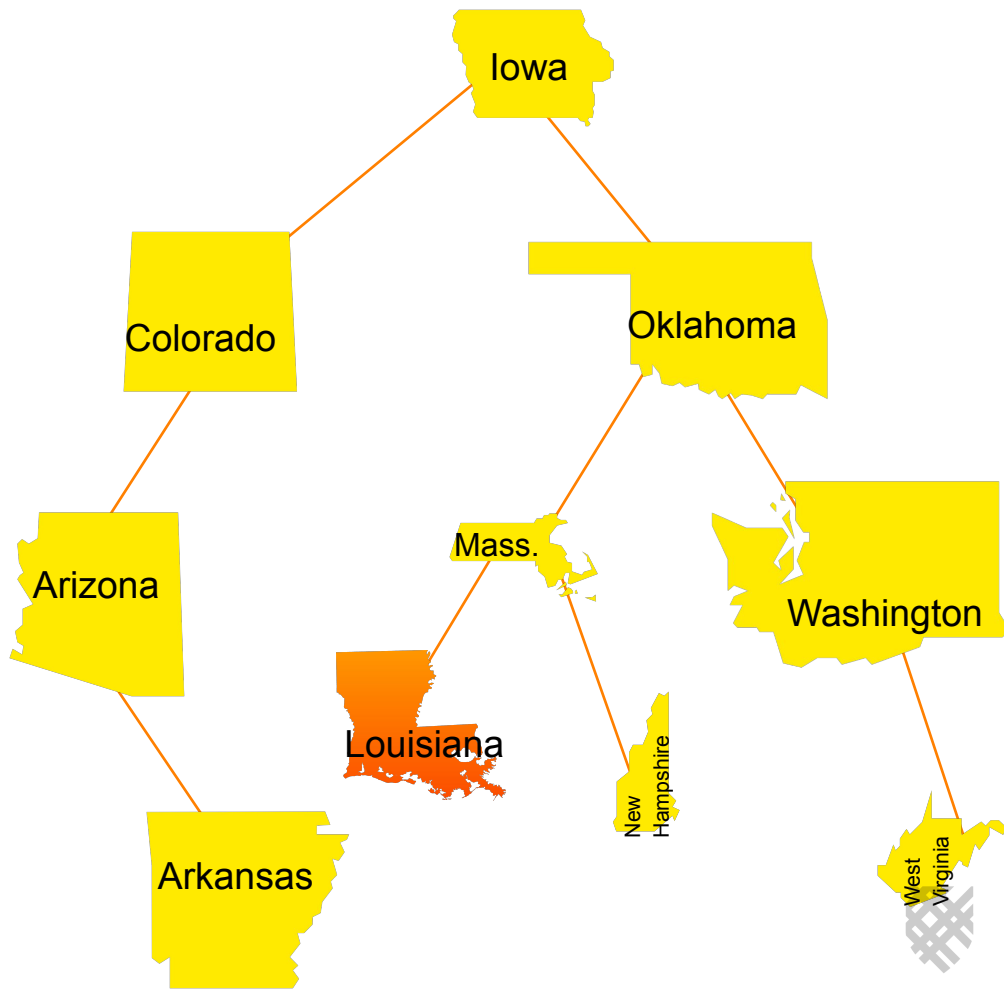 Iowa
Colorado
Oklahoma
Arizona
Mass.
Washington
Louisiana
New
Hampshire
Arkansas
West
Virginia